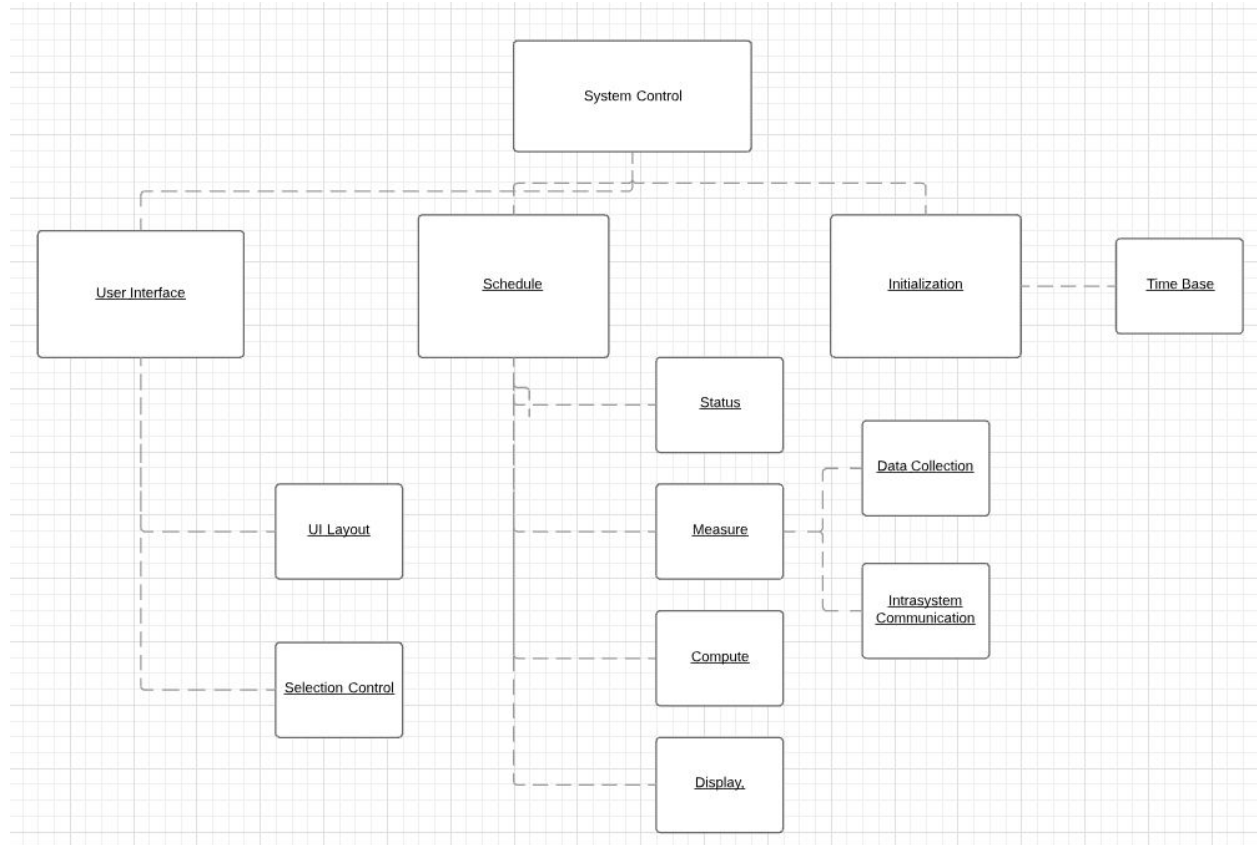 System Control
User Interface
Schedule
Initialization
Time Base
Status
Data Collection
UI Layout
Measure
Intrasystem
Communication
Compute
Selection Control
Display,